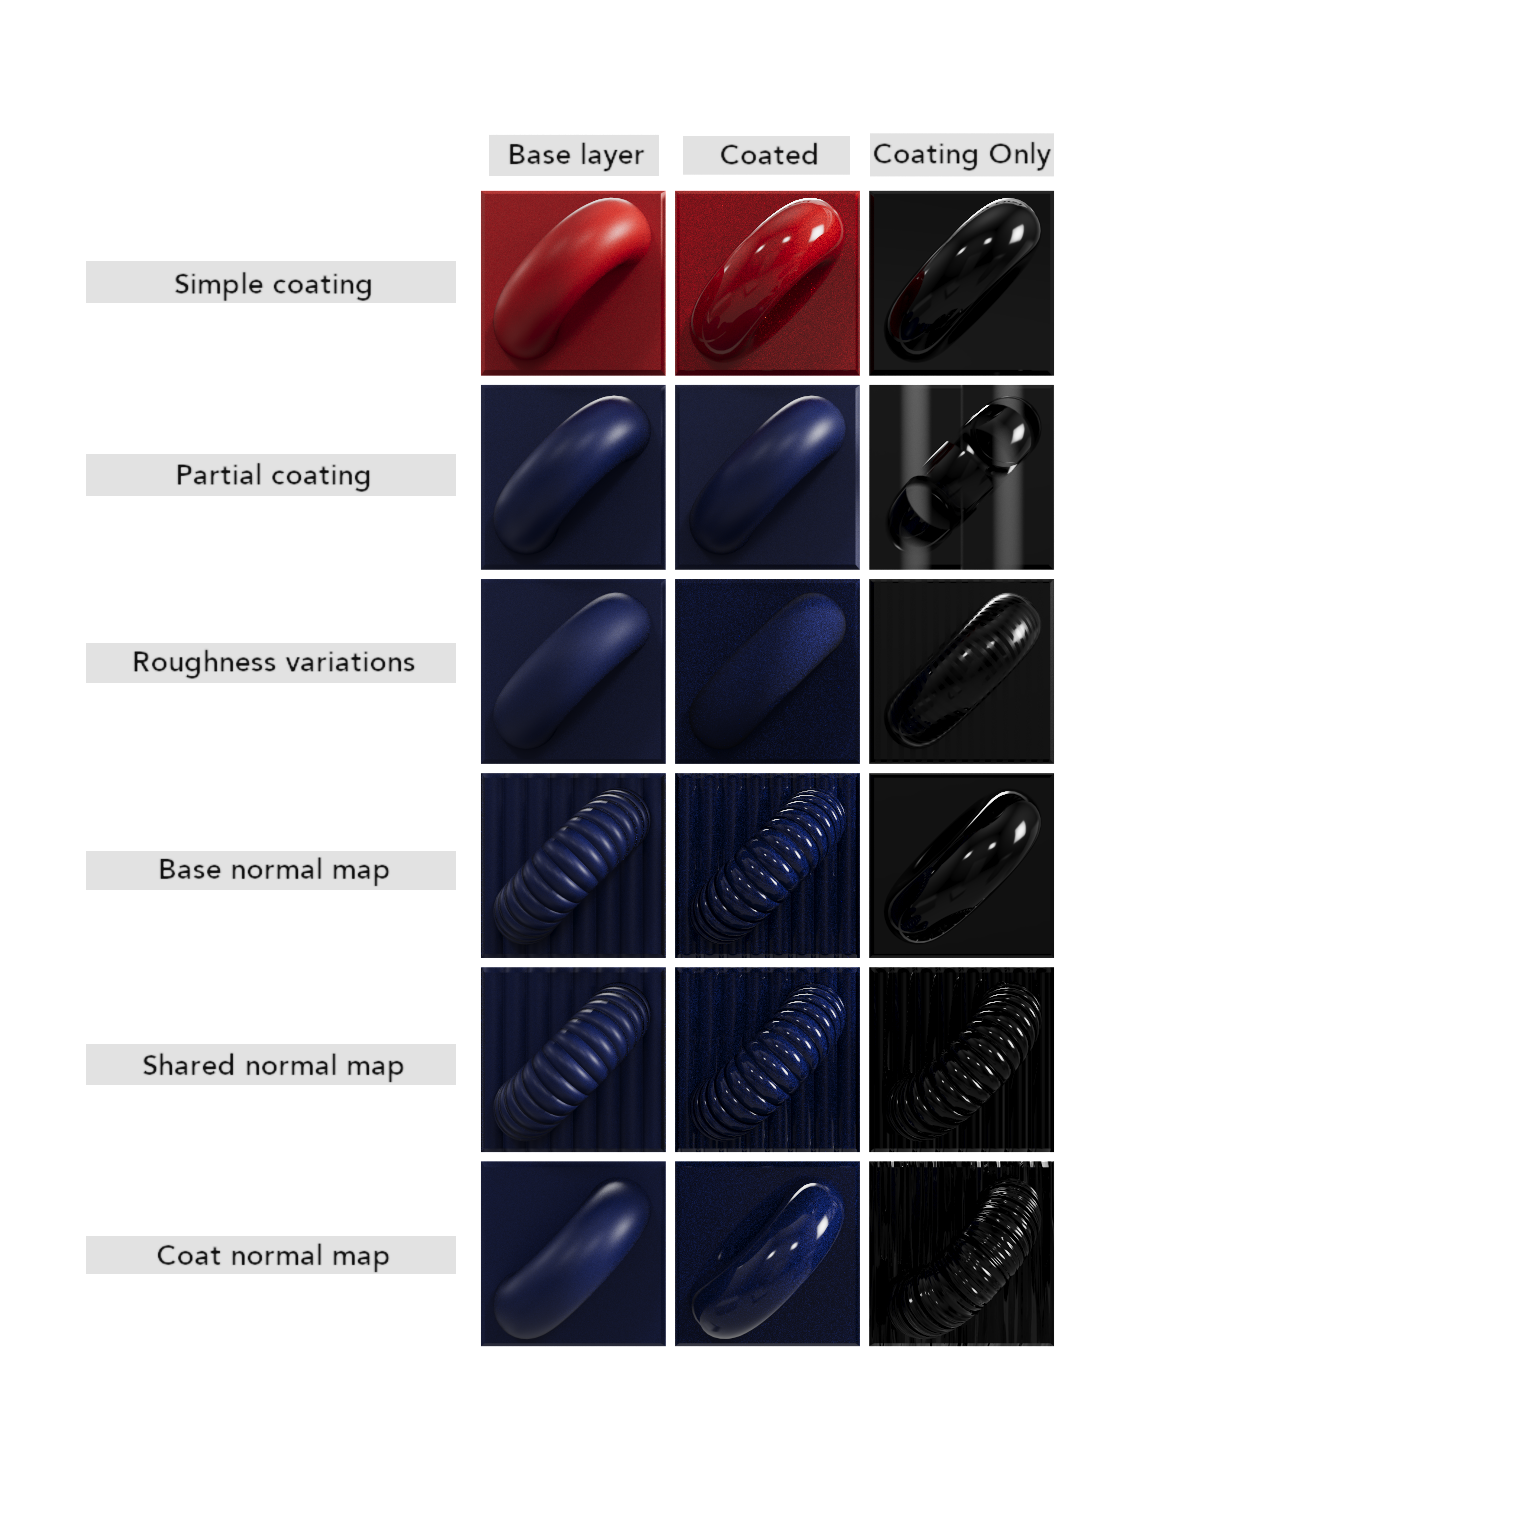 Base layer
Coated
Coating Only
Simple coating
Partial coating
Roughness variations
Base normal map
Shared normal map
Coat normal map